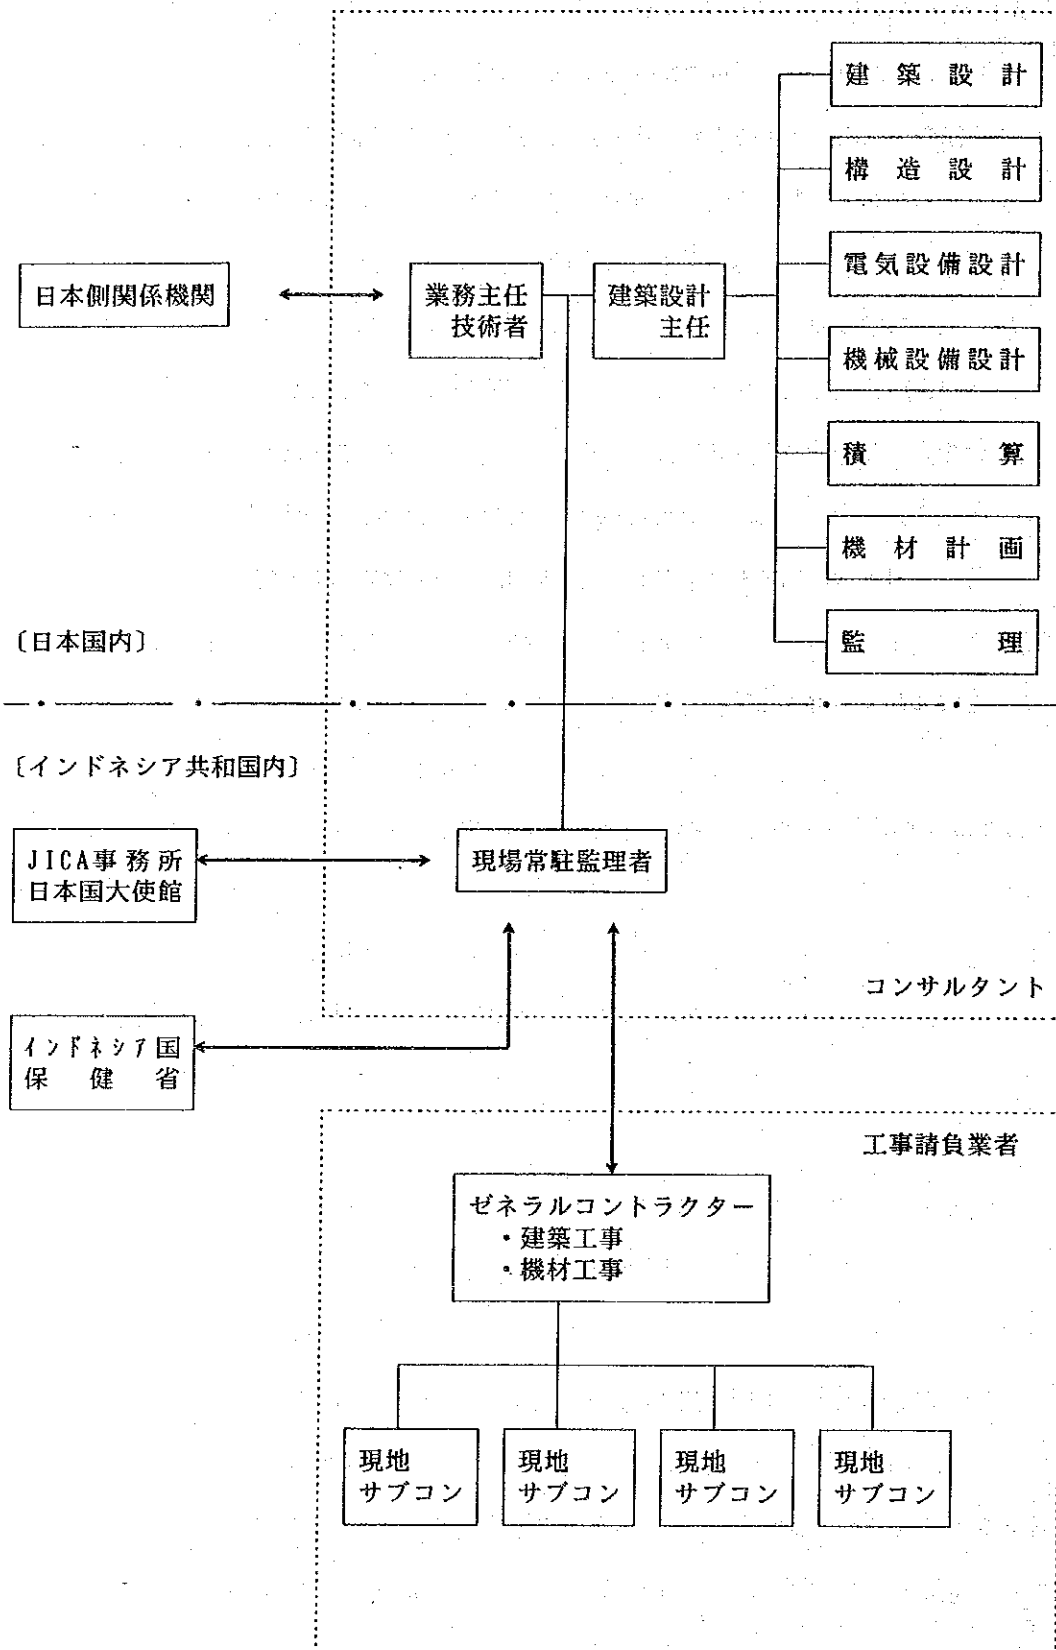 建築設計
構造設計
電気設備設計
機械設備設計
積算
機材計画
監理
日本側関係機関
業務主任
技術者
建築設計
主任
〔日本国内〕
〔インドネシア共和国内〕
JICA事務所
日本国大使館
現場常駐監理者
コンサルタント
インドネシア国
保健省
工事請負業者
ゼネラルコントラクター
・建築工事
・機材工事
現地
サブコン
現地
サブコン
現地
サブコン
現地
サブコン